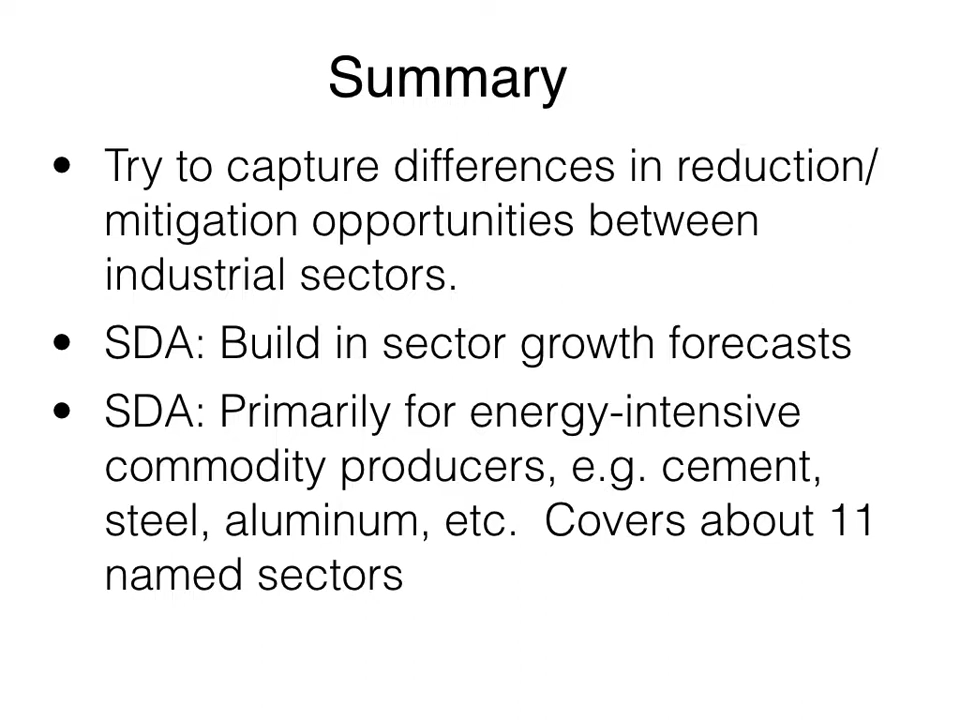 Summary
• Try to capture differences in reduction/
mitigation opportunities between
industrial sectors.
• SDA: Build in sector growth forecasts
• SDA: Primarily for energy-intensive
commodity producers, e.g. cement,
steel, aluminum, etc.  Covers about 11
named sectors